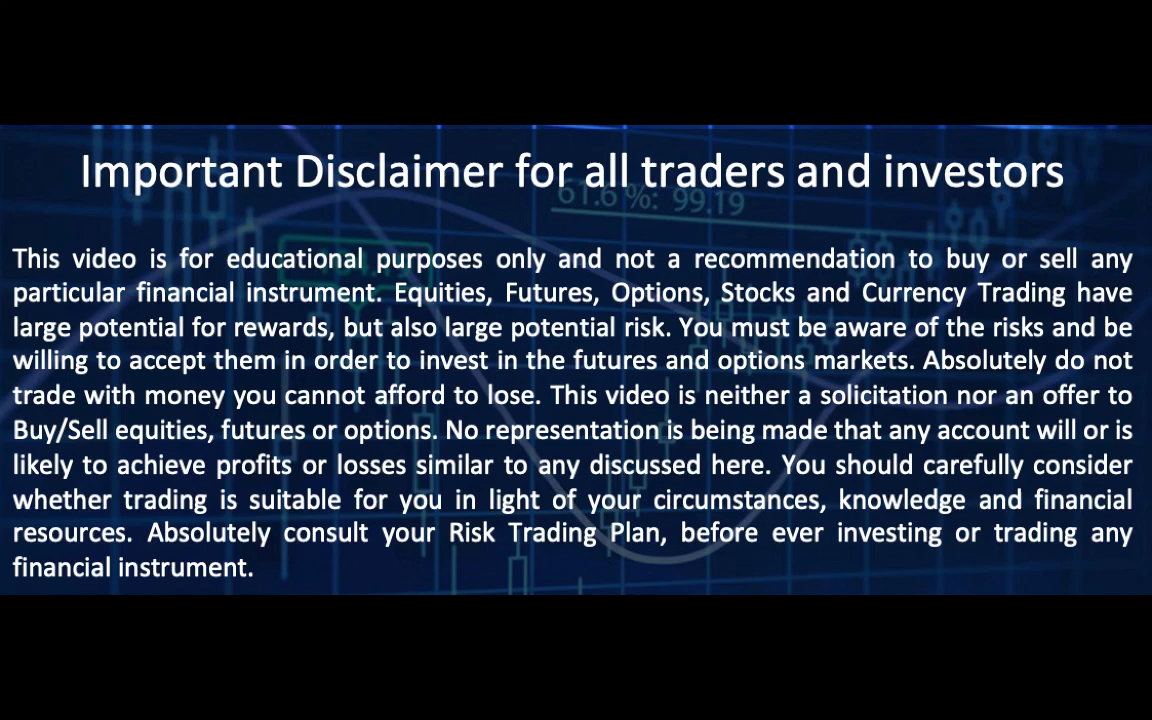 Important Disclaimer for all traders and investors
61.6 %: 99.19
This video is for educational purposes only and not a recommendation to buy or sell any
particular financial instrument. Equities, Futures, Options, Stocks and Currency Trading have
large potential for rewards, but also large potential risk. You must be aware of the risks and be
willing to accept them in order to invest in the futures and options markets. Absolutely do not
trade with money you cannot afford to lose. This video is neither a solicitation nor an offer to
Buy/Sell equities, futures or options. No representation is being made that any account will or is
likely to achieve profits or losses similar to any discussed here. You should carefully consider
whether trading is suitable for you in light of your circumstances, knowledge and financial
resources. Absolutely consult your Risk Trading Plan, before ever investing or trading any
financial instrument.